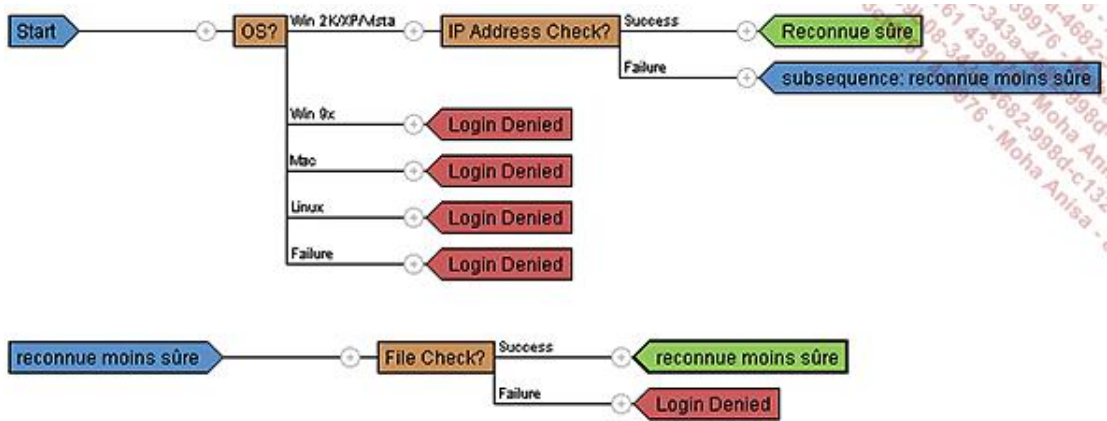 Start
OS?
Win 2K/XP/Vista
IP Address Check?
Success
Reconnue sûre
Failure
subsequence: reconnue moins sûre
Win 9x
Login Denied
Mac
Login Denied
Linux
Login Denied
Failure
Login Denied
reconnue moins sûre
File Check?
Success
reconnue moins sûre
Failure
Login Denied
- Moha Anisa -